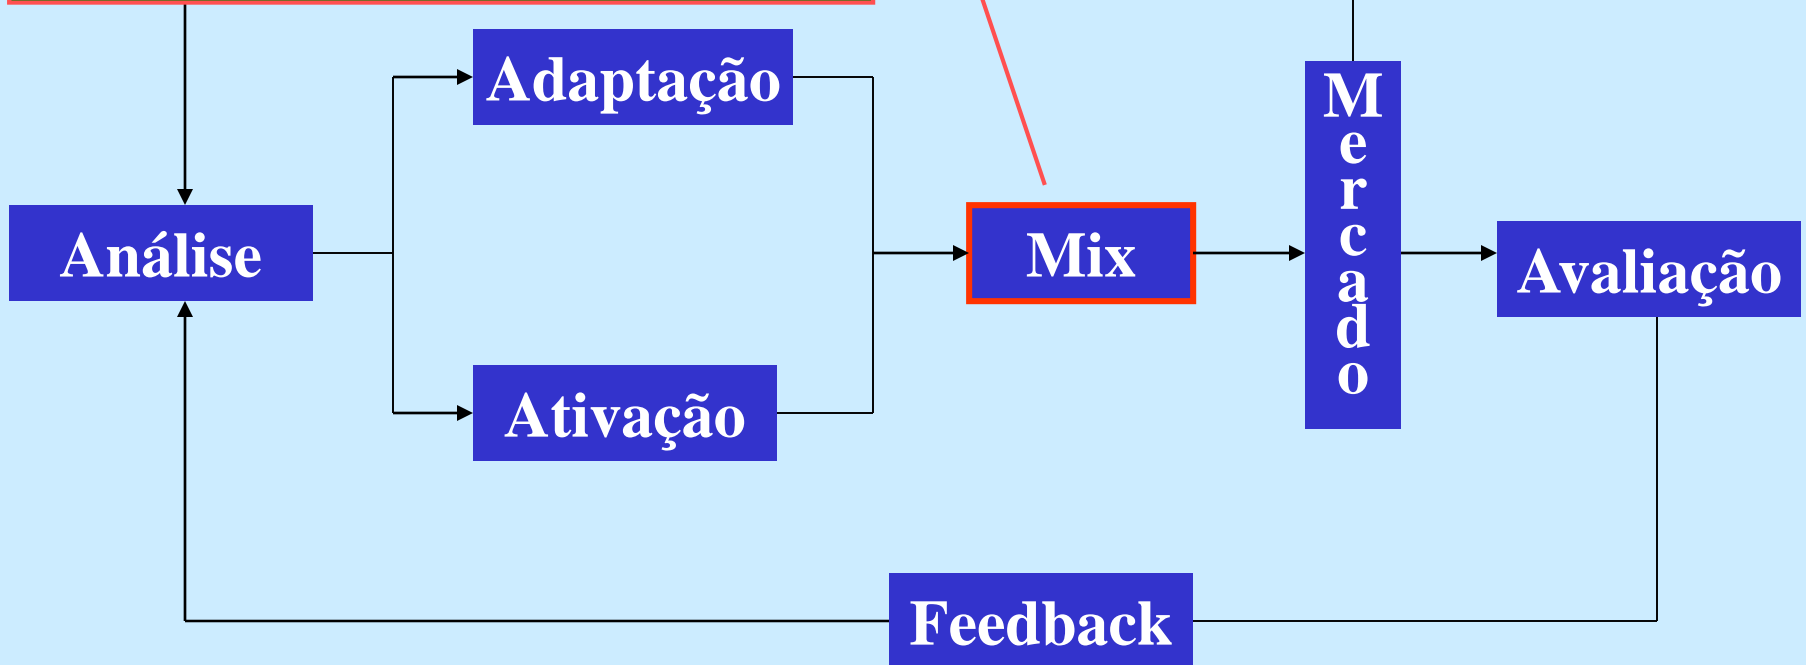 Adaptação
Mercado
Análise
Mix
Avaliação
Ativação
Feedback